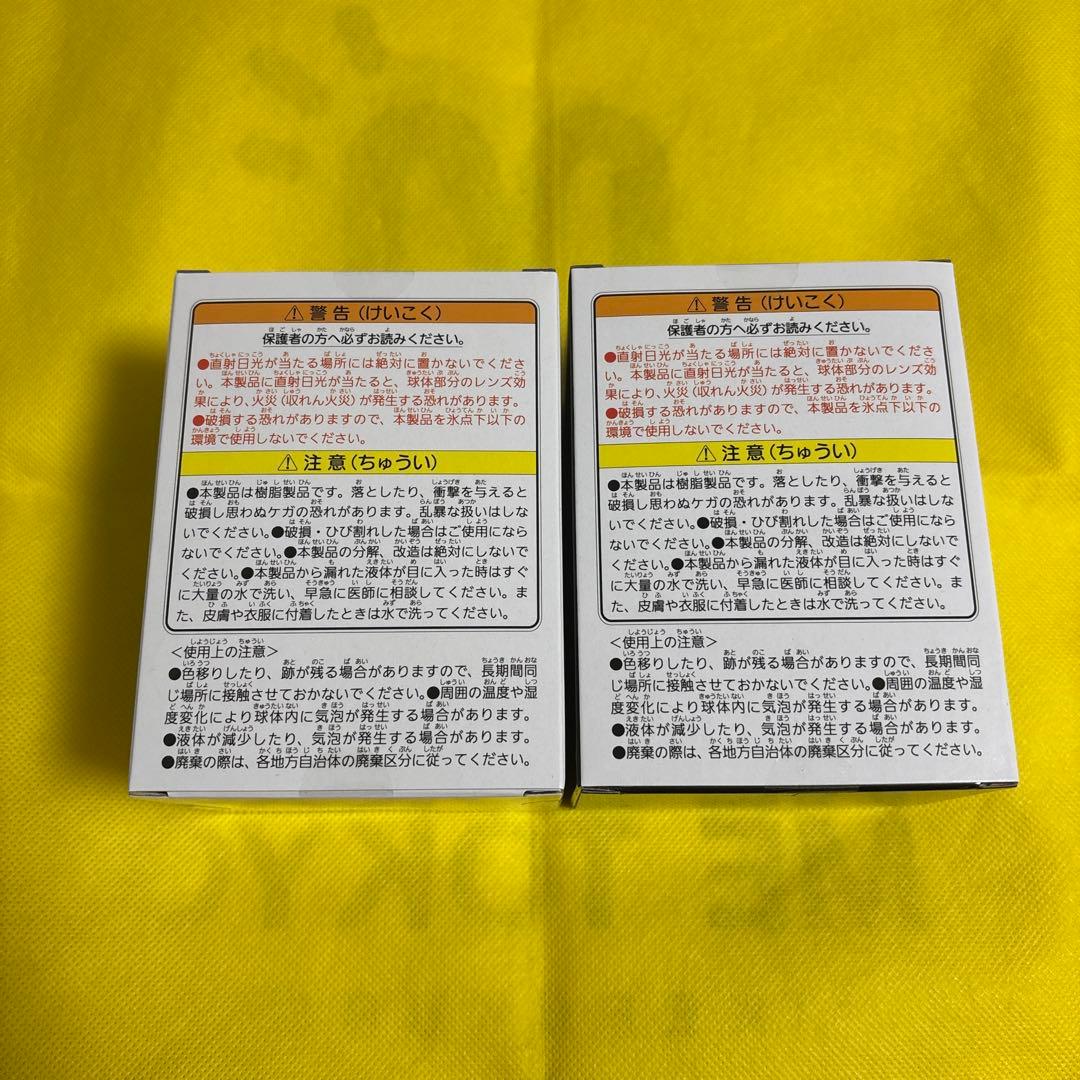 ⚠ 警告(けいこく)
保護者の方へ必ずお読みください。
●直射日光が当たる場所には絶対に置かないでくださ
い。本製品に直射日光が当たると、球体部分のレンズ効
果により、火災(収れん火災)が発生する恐れがあります。
●破損する恐れがありますので、本製品を氷点下以下の
環境で使用しないでください。
⚠ 注意(ちゅうい)
●本製品は樹脂製品です。落としたり、衝撃を与えると
破損し思わぬケガの恐れがあります。乱暴な扱いはしな
いでください。●破損・ひび割れした場合はご使用になら
ないでください。●本製品の分解、改造は絶対にしないで
ください。●本製品から漏れた液体が目に入った時はすぐ
に大量の水で洗い、早急に医師に相談してください。ま
た、皮膚や衣服に付着したときは水で洗ってください。
<使用上の注意>
●色移りしたり、跡が残る場合がありますので、長期間同
じ場所に接触させておかないでください。●周囲の温度や湿
度変化により球体内に気泡が発生する場合があります。
●液体が減少したり、気泡が発生する場合があります。
●廃棄の際は、各地方自治体の廃棄区分に従ってください。
⚠ 警告(けいこく)
保護者の方へ必ずお読みください。
●直射日光が当たる場所には絶対に置かないでくださ
い。本製品に直射日光が当たると、球体部分のレンズ効
果により、火災(収れん火災)が発生する恐れがあります。
●破損する恐れがありますので、本製品を氷点下以下の
環境で使用しないでください。
⚠ 注意(ちゅうい)
●本製品は樹脂製品です。落としたり、衝撃を与えると
破損し思わぬケガの恐れがあります。乱暴な扱いはしな
いでください。●破損・ひび割れした場合はご使用になら
ないでください。●本製品の分解、改造は絶対にしないで
ください。●本製品から漏れた液体が目に入った時はすぐ
に大量の水で洗い、早急に医師に相談してください。ま
た、皮膚や衣服に付着したときは水で洗ってください。
<使用上の注意>
●色移りしたり、跡が残る場合がありますので、長期間同
じ場所に接触させておかないでください。●周囲の温度や湿
度変化により球体内に気泡が発生する場合があります。
●液体が減少したり、気泡が発生する場合があります。
●廃棄の際は、各地方自治体の廃棄区分に従ってください。